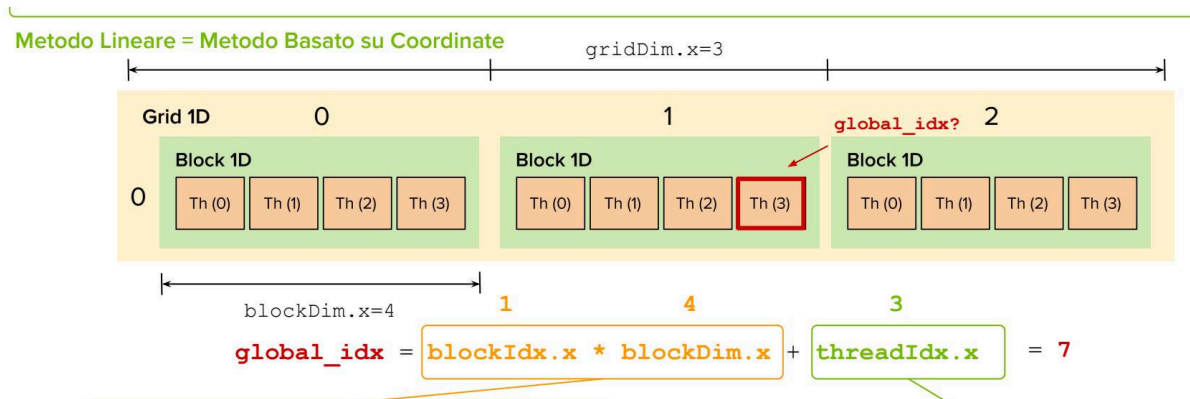 Metodo Lineare = Metodo Basato su Coordinate
gridDim.x=3
Grid 1D 0 1 2
global_idx?
Block 1D Block 1D Block 1D
0 Th (0) Th (1) Th (2) Th (3) Th (0) Th (1) Th (2) Th (3) Th (0) Th (1) Th (2) Th (3)
blockDim.x=4
1 4 3
global_idx = blockIdx.x * blockDim.x + threadIdx.x = 7